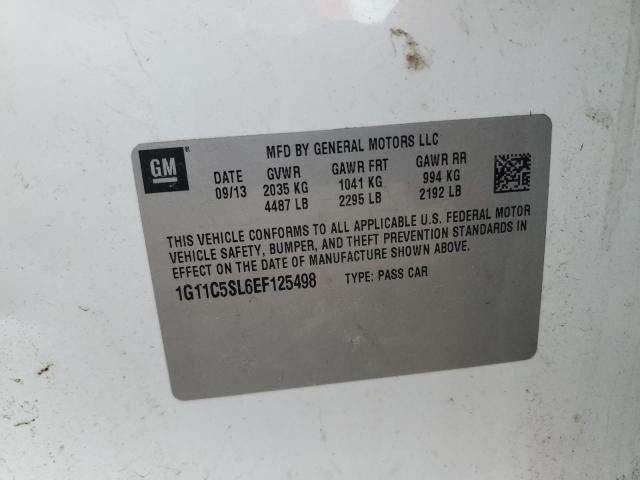 GM
MFD BY GENERAL MOTORS LLC
DATE GVWR GAWR FRT GAWR RR
09/13 2035 KG 1041 KG 994 KG
4487 LB 2295 LB 2192 LB
THIS VEHICLE CONFORMS TO ALL APPLICABLE U.S. FEDERAL MOTOR
VEHICLE SAFETY, BUMPER, AND THEFT PREVENTION STANDARDS IN
EFFECT ON THE DATE OF MANUFACTURE SHOWN ABOVE.
1G11C5SL6EF125498 TYPE: PASS CAR